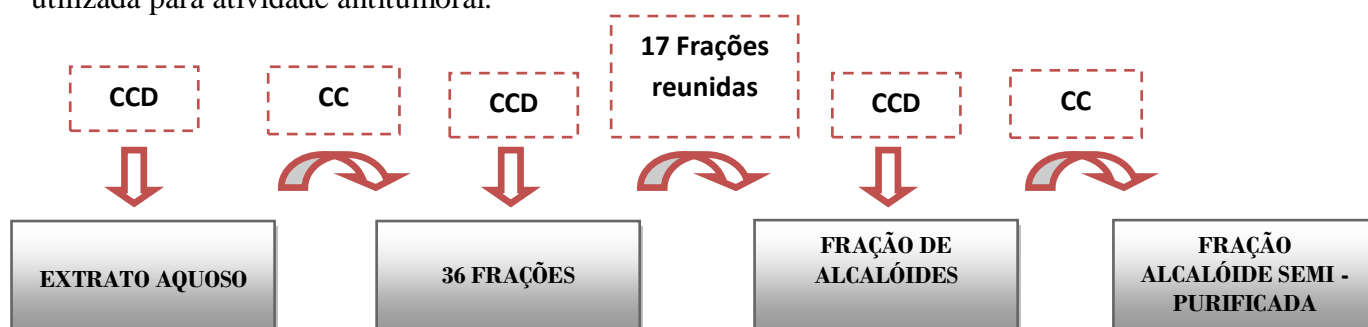 utilizada para atividade antitumoral.
17 Frações
reunidas
CCD
CC
CCD
CCD
CC
EXTRATO AQUOSO
36 FRAÇÕES
FRAÇÃO DE
ALCALÓIDES
FRAÇÃO
ALCALÓIDE SEMI -
PURIFICADA